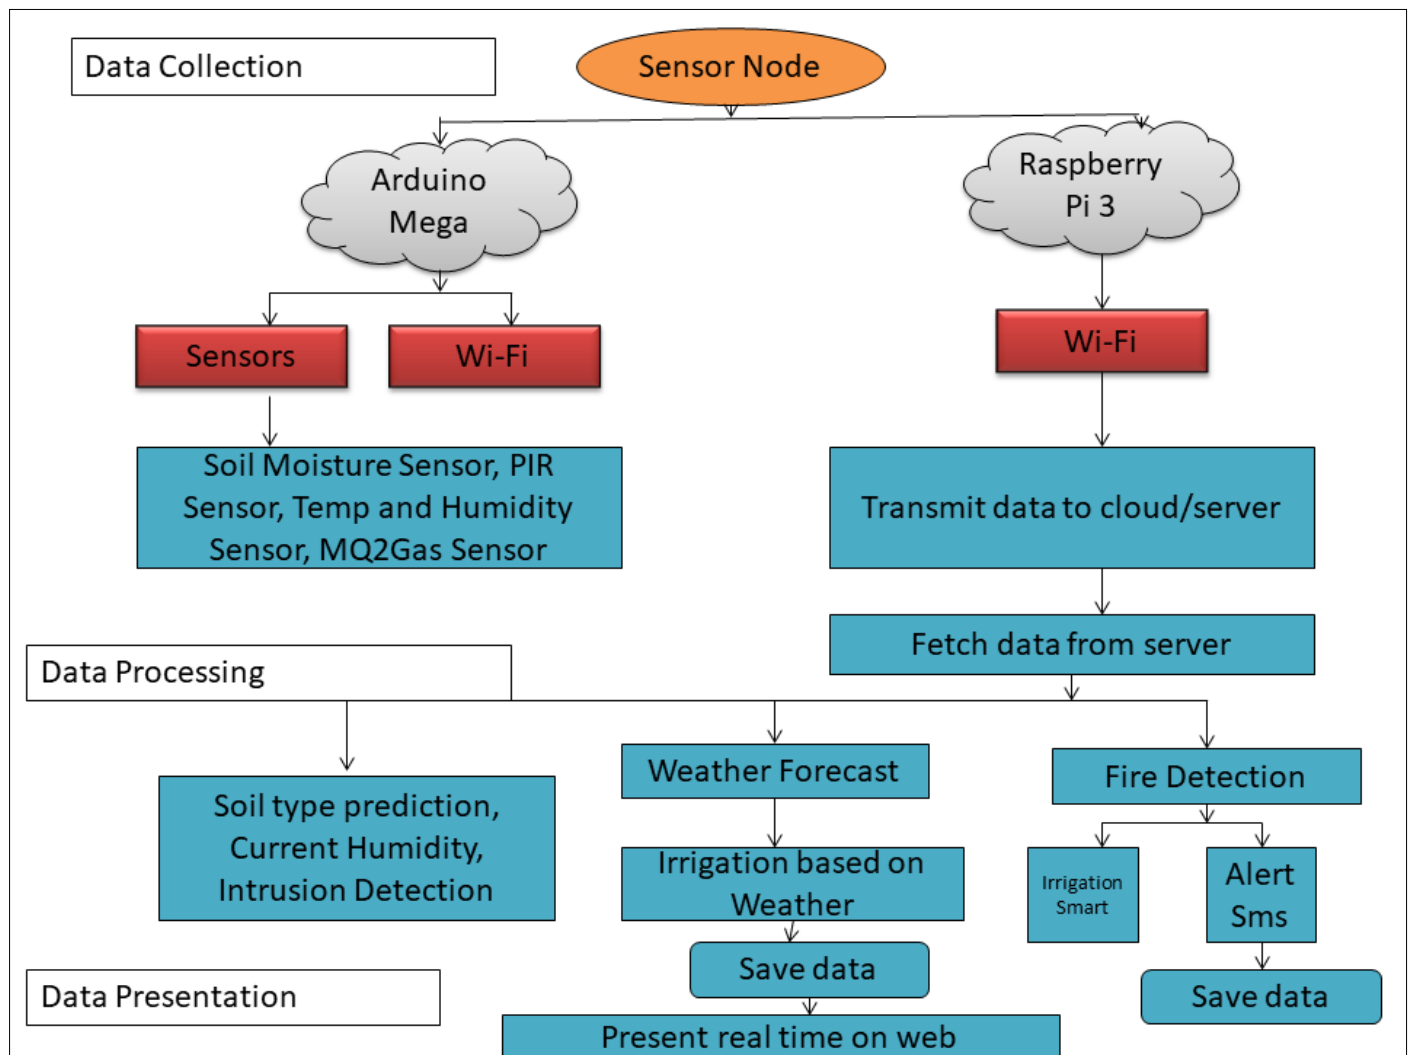 Data Collection
Sensor Node
Arduino
Mega
Raspberry
Pi 3
Sensors
Wi-Fi
Wi-Fi
Soil Moisture Sensor, PIR
Sensor, Temp and Humidity
Sensor, MQ2Gas Sensor
Transmit data to cloud/server
Fetch data from server
Data Processing
Soil type prediction,
Current Humidity,
Intrusion Detection
Weather Forecast
Fire Detection
Irrigation based on
Weather
Irrigation
Smart
Alert
Sms
Save data
Save data
Data Presentation
Present real time on web